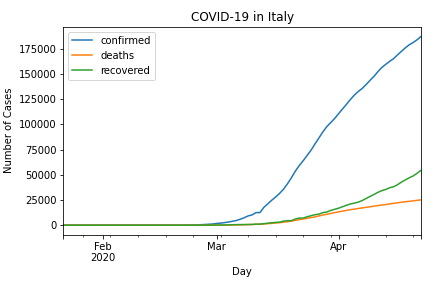 COVID-19 in Italy
confirmed
deaths
recovered
Number of Cases
175000
150000
125000
100000
75000
50000
25000
0
Feb
2020
Mar
Apr
Day